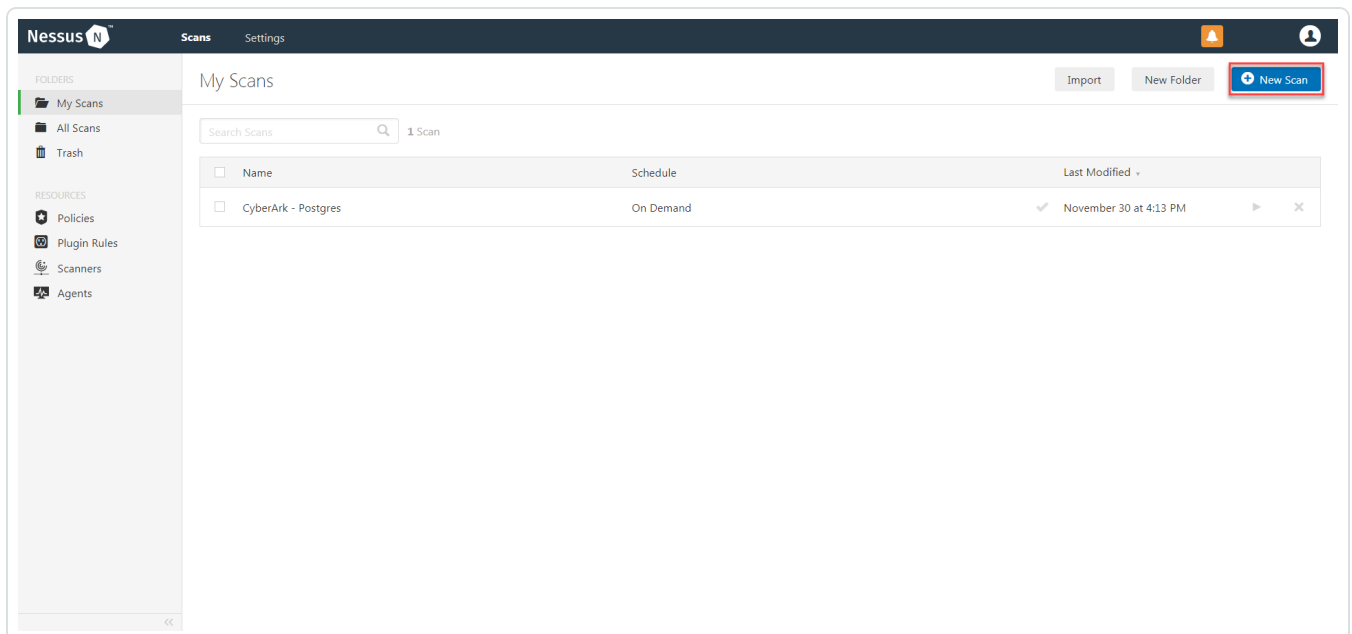 Nessus N ™ Scans Settings
FOLDERS
My Scans
All Scans
Trash
RESOURCES
Policies
Plugin Rules
Scanners
Agents
My Scans Import New Folder New Scan
Search Scans 1 Scan
Name Schedule Last Modified
CyberArk - Postgres On Demand November 30 at 4:13 PM